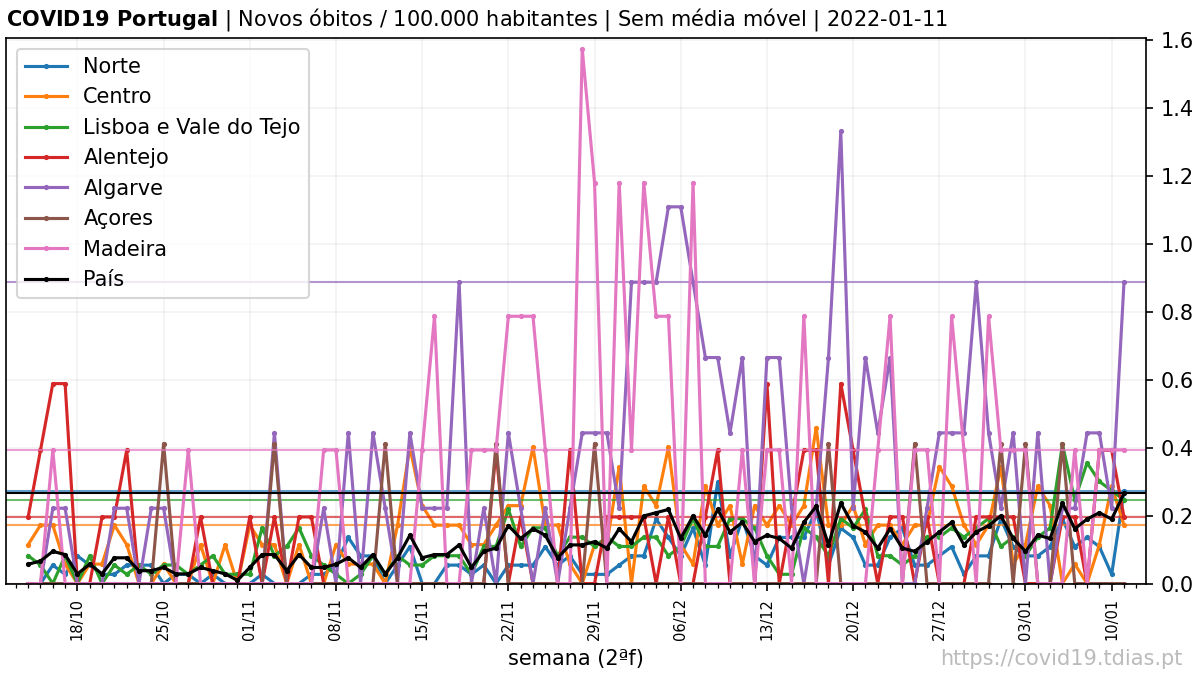 COVID19 Portugal | Novos óbitos / 100.000 habitantes | Sem média móvel | 2022-01-11
Norte
Centro
Lisboa e Vale do Tejo
Alentejo
Algarve
Açores
Madeira
País
1.6
1.4
1.2
1.0
0.8
0.6
0.4
0.2
0.0
18/10 25/10 01/11 08/11 15/11 22/11 29/11 06/12 13/12 20/12 27/12 03/01 10/01
semana (2ªf)
https://covid19.tdias.pt